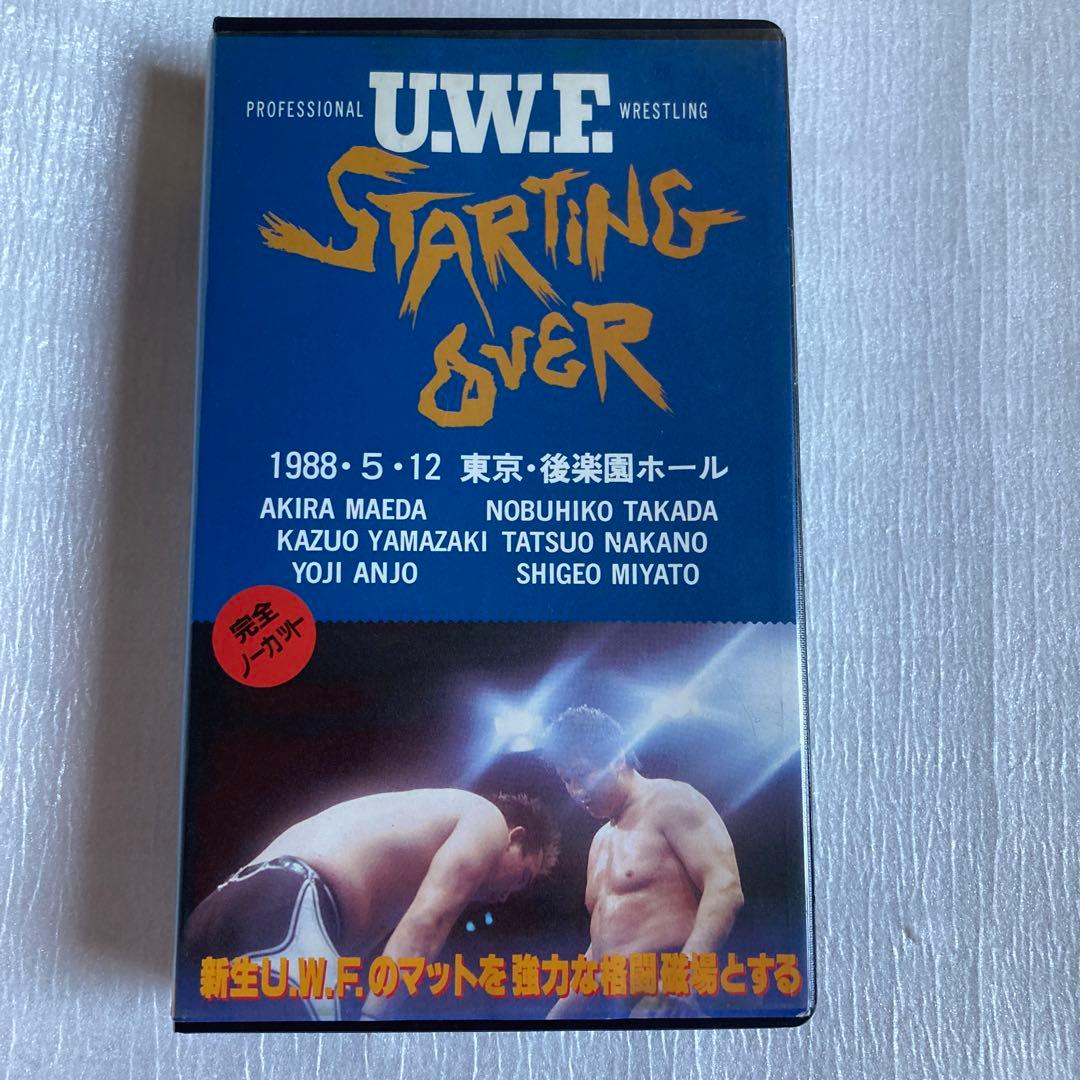 PROFESSIONAL U.W.F. WRESTLING
STARTING
OVER
1988・5・12 東京・後楽園ホール
AKIRA MAEDA NOBUHIKO TAKADA
KAZUO YAMAZAKI TATSUO NAKANO
YOJI ANJO SHIGEO MIYATO
完全
ノーカット
新生U.W.F.のマットを強力な格闘磁場とする